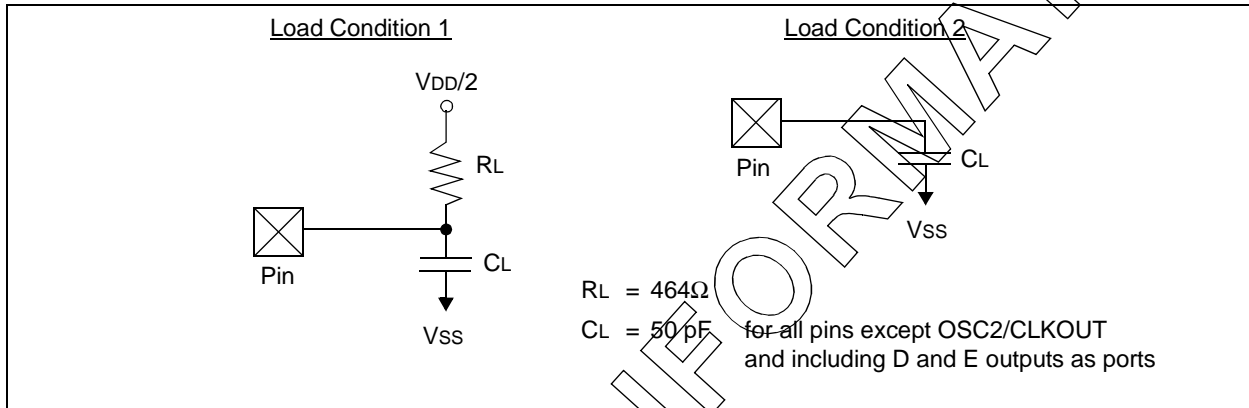 Load Condition 1
Load Condition 2
VDD/2
RL
CL
Pin
VSS
Pin
CL
VSS
RL = 464Ω
CL = 50 pF for all pins except OSC2/CLKOUT
and including D and E outputs as ports